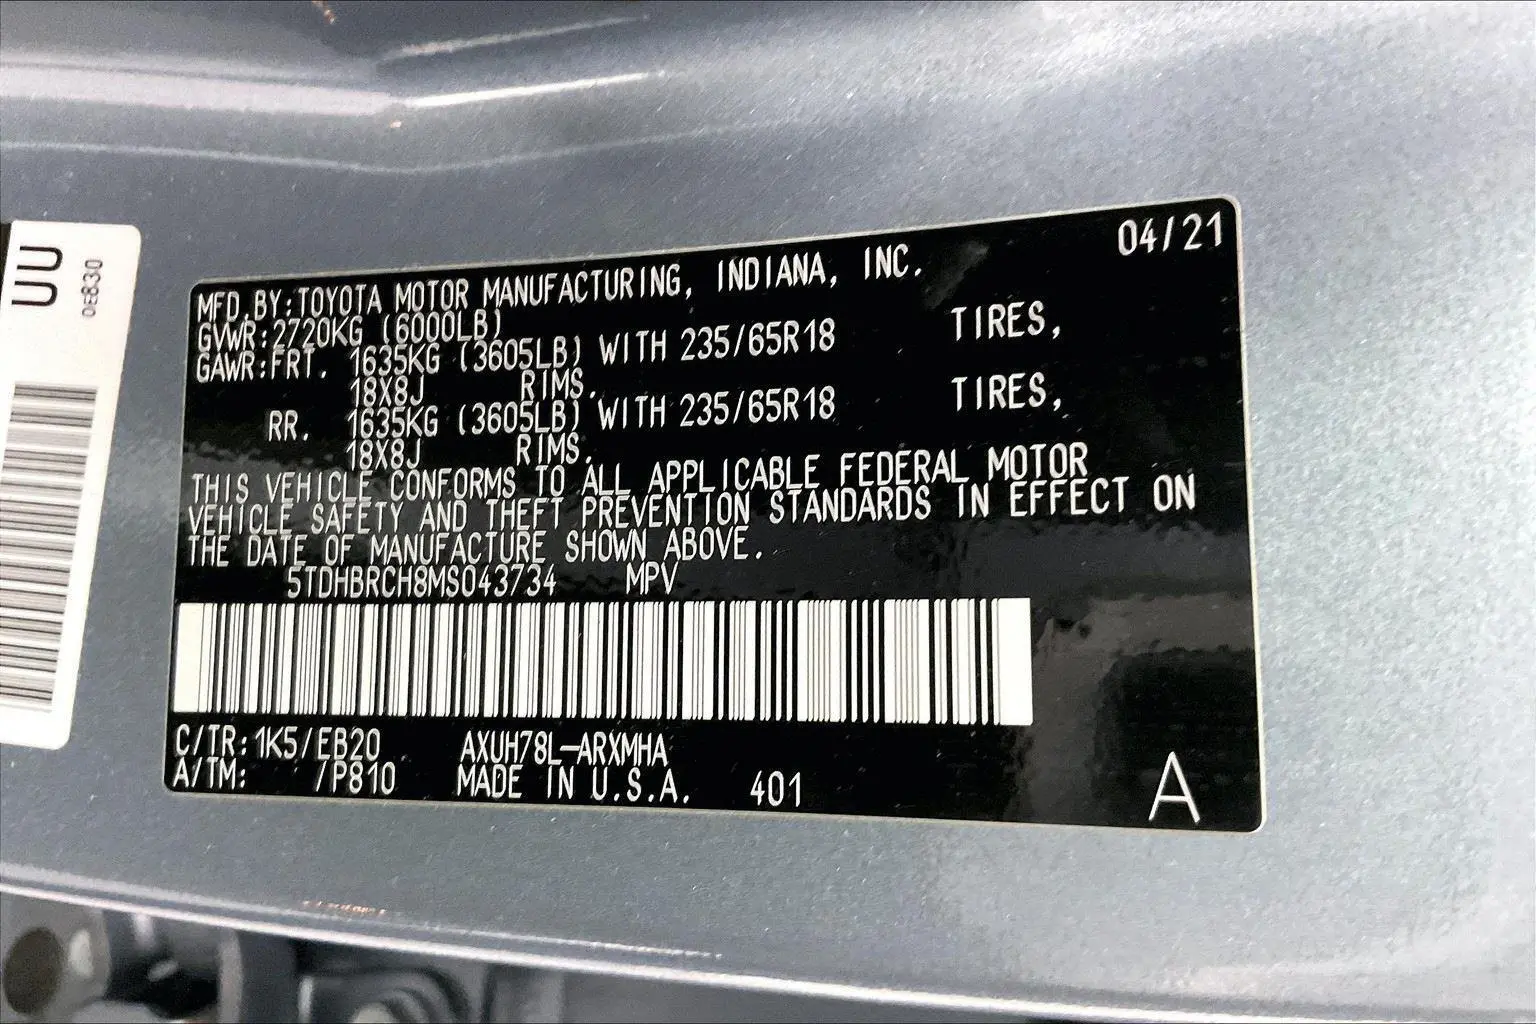 UU
0E830
04/21
MFD.BY:TOYOTA MOTOR MANUFACTURING, INDIANA, INC.
GVWR:2720KG (6000LB)
GAWR:FRT. 1635KG (3605LB) WITH 235/65R18 TIRES,
18X8J RIMS.
RR. 1635KG (3605LB) WITH 235/65R18 TIRES,
18X8J RIMS.
THIS VEHICLE CONFORMS TO ALL APPLICABLE FEDERAL MOTOR
VEHICLE SAFETY AND THEFT PREVENTION STANDARDS IN EFFECT ON
THE DATE OF MANUFACTURE SHOWN ABOVE.
5TDHBRCH8MS043734 MPV
C/TR:1K5/EB20 AXUH78L-ARXMHA
A/TM: /P810 MADE IN U.S.A. 401 A